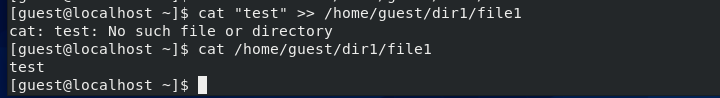 [guest@localhost ~]$ cat "test" >> /home/guest/dir1/file1
cat: test: No such file or directory
[guest@localhost ~]$ cat /home/guest/dir1/file1
test
[guest@localhost ~]$